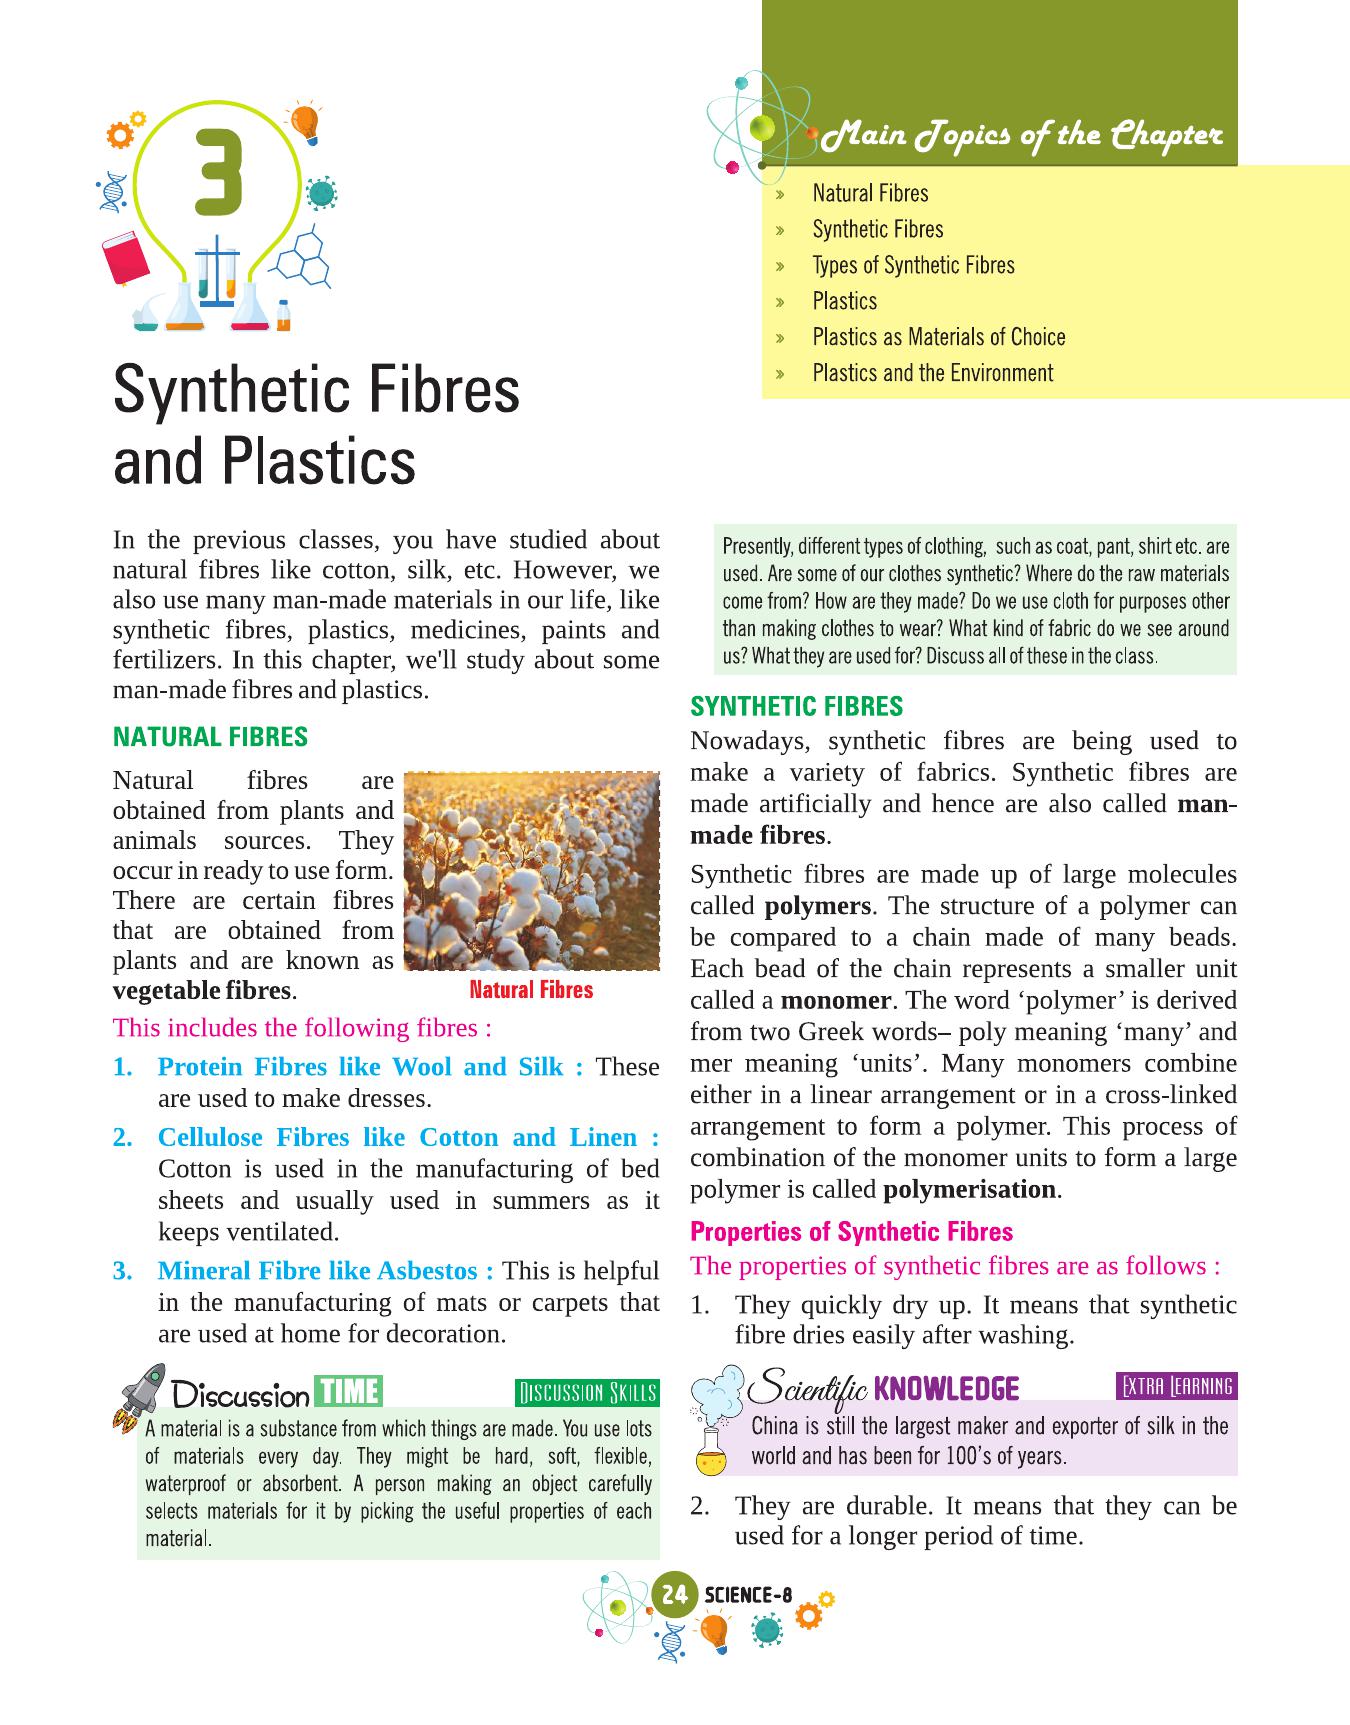 3
Main Topics of the Chapter
» Natural Fibres
» Synthetic Fibres
» Types of Synthetic Fibres
» Plastics
» Plastics as Materials of Choice
» Plastics and the Environment
Synthetic Fibres
and Plastics
In the previous classes, you have studied about
natural fibres like cotton, silk, etc. However, we
also use many man-made materials in our life, like
synthetic fibres, plastics, medicines, paints and
fertilizers. In this chapter, we'll study about some
man-made fibres and plastics.
NATURAL FIBRES
Natural fibres are
obtained from plants and
animals sources. They
occur in ready to use form.
There are certain fibres
that are obtained from
plants and are known as
vegetable fibres.
Natural Fibres
This includes the following fibres :
1. Protein Fibres like Wool and Silk : These
are used to make dresses.
2. Cellulose Fibres like Cotton and Linen :
Cotton is used in the manufacturing of bed
sheets and usually used in summers as it
keeps ventilated.
3. Mineral Fibre like Asbestos : This is helpful
in the manufacturing of mats or carpets that
are used at home for decoration.
Discussion TIME
DISCUSSION SKILLS
A material is a substance from which things are made. You use lots
of materials every day. They might be hard, soft, flexible,
waterproof or absorbent. A person making an object carefully
selects materials for it by picking the useful properties of each
material.
Presently, different types of clothing, such as coat, pant, shirt etc. are
used. Are some of our clothes synthetic? Where do the raw materials
come from? How are they made? Do we use cloth for purposes other
than making clothes to wear? What kind of fabric do we see around
us? What they are used for? Discuss all of these in the class.
SYNTHETIC FIBRES
Nowadays, synthetic fibres are being used to
make a variety of fabrics. Synthetic fibres are
made artificially and hence are also called man-
made fibres.
Synthetic fibres are made up of large molecules
called polymers. The structure of a polymer can
be compared to a chain made of many beads.
Each bead of the chain represents a smaller unit
called a monomer. The word ‘polymer’ is derived
from two Greek words– poly meaning ‘many’ and
mer meaning ‘units’. Many monomers combine
either in a linear arrangement or in a cross-linked
arrangement to form a polymer. This process of
combination of the monomer units to form a large
polymer is called polymerisation.
Properties of Synthetic Fibres
The properties of synthetic fibres are as follows :
1. They quickly dry up. It means that synthetic
fibre dries easily after washing.
Scientific KNOWLEDGE
EXTRA LEARNING
China is still the largest maker and exporter of silk in the
world and has been for 100’s of years.
2. They are durable. It means that they can be
used for a longer period of time.
24 SCIENCE-8